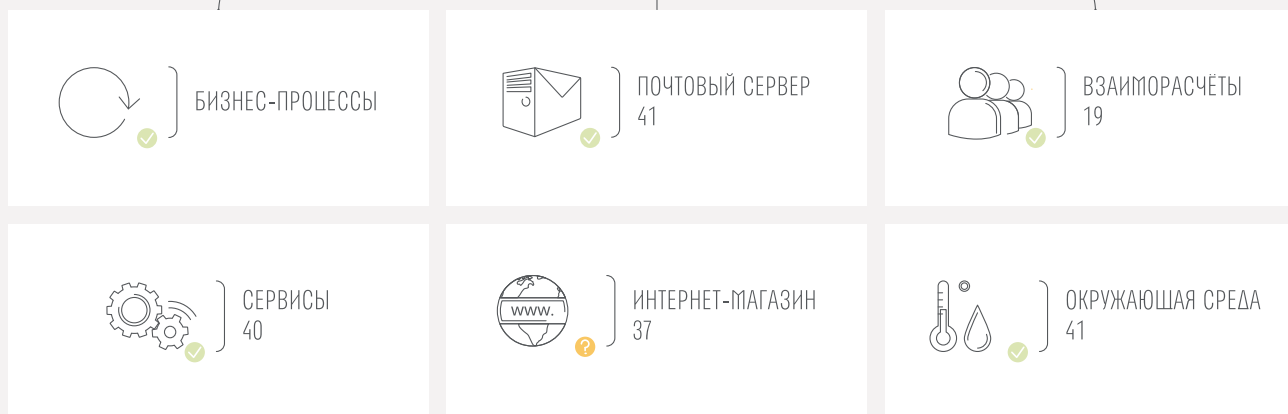 БИЗНЕС-ПРОЦЕССЫ
ПОЧТОВЫЙ СЕРВЕР
41
ВЗАИМОРАСЧЁТЫ
19
СЕРВИСЫ
40
www.
ИНТЕРНЕТ-МАГАЗИН
37
?
ОКРУЖАЮЩАЯ СРЕДА
41